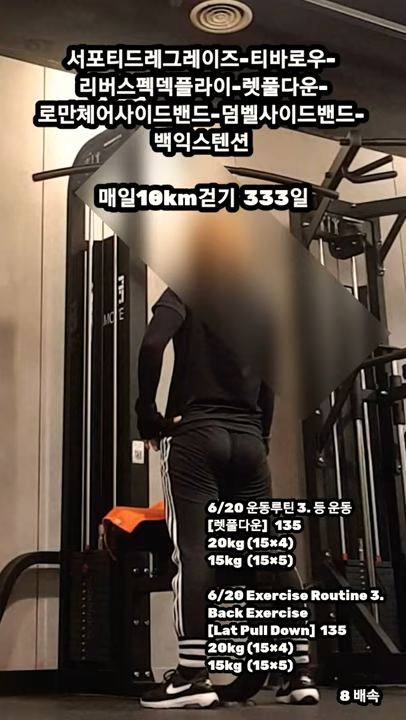 서포티드레그레이즈-티바로우-
리버스펙덱플라이-렛풀다운-
로만체어사이드밴드-덤벨사이드밴드-
백익스텐션
매일10km걷기 333일
6/20 운동루틴 3. 등 운동
[렛풀다운] 135
20kg (15×4)
15kg (15×5)
6/20 Exercise Routine 3.
Back Exercise
[Lat Pull Down] 135
20kg (15×4)
15kg (15×5)
8 배속